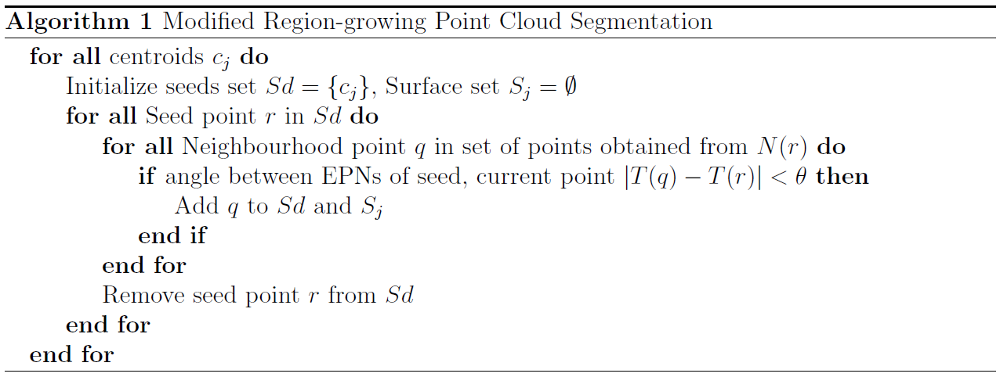 Algorithm 1 Modified Region-growing Point Cloud Segmentation
for all centroids c_j do
Initialize seeds set Sd = {c_j}, Surface set S_j = ∅
for all Seed point r in Sd do
for all Neighbourhood point q in set of points obtained from N(r) do
if angle between EPNs of seed, current point |T(q) − T(r)| < θ then
Add q to Sd and S_j
end if
end for
Remove seed point r from Sd
end for
end for